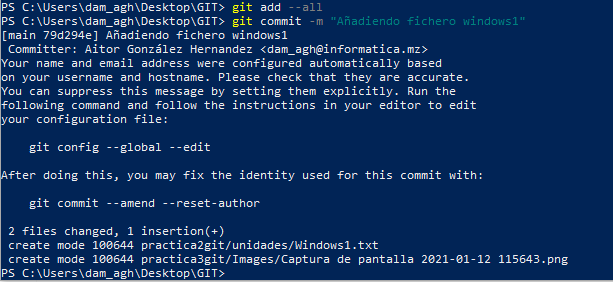 PS C:\Users\dam_agh\Desktop\GIT> git add --all
PS C:\Users\dam_agh\Desktop\GIT> git commit -m "Añadiendo fichero windows1"
[main 79d294e] Añadiendo fichero windows1
 Committer: Aitor González Hernandez <dam_agh@informatica.mz>
Your name and email address were configured automatically based
on your username and hostname. Please check that they are accurate.
You can suppress this message by setting them explicitly. Run the
following command and follow the instructions in your editor to edit
your configuration file:
    git config --global --edit
After doing this, you may fix the identity used for this commit with:
    git commit --amend --reset-author
 2 files changed, 1 insertion(+)
 create mode 100644 practica2git/unidades/Windows1.txt
 create mode 100644 practica3git/Images/Captura de pantalla 2021-01-12 115643.png
PS C:\Users\dam_agh\Desktop\GIT>